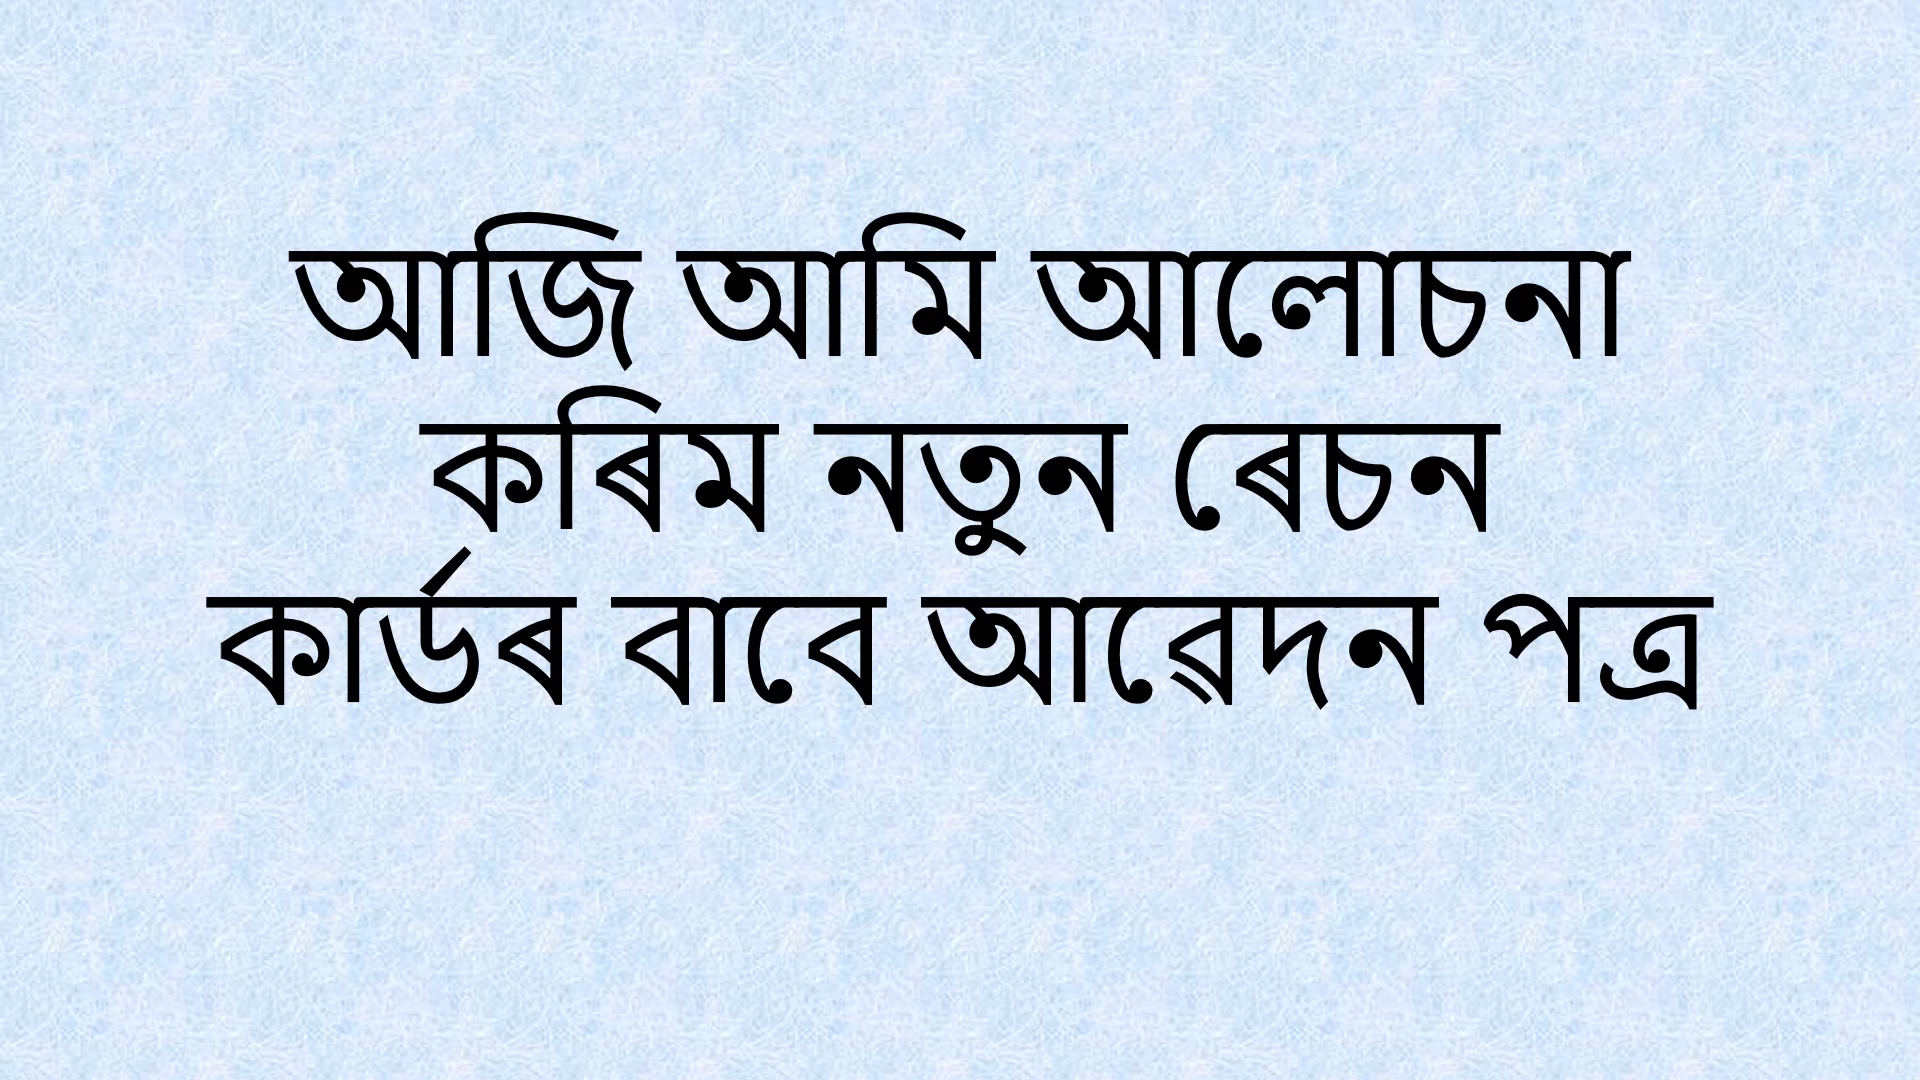 আজি আমি আলোচনা
কৰিম নতুন ৰেচন
কাৰ্ডৰ বাবে আৱেদন পত্ৰ